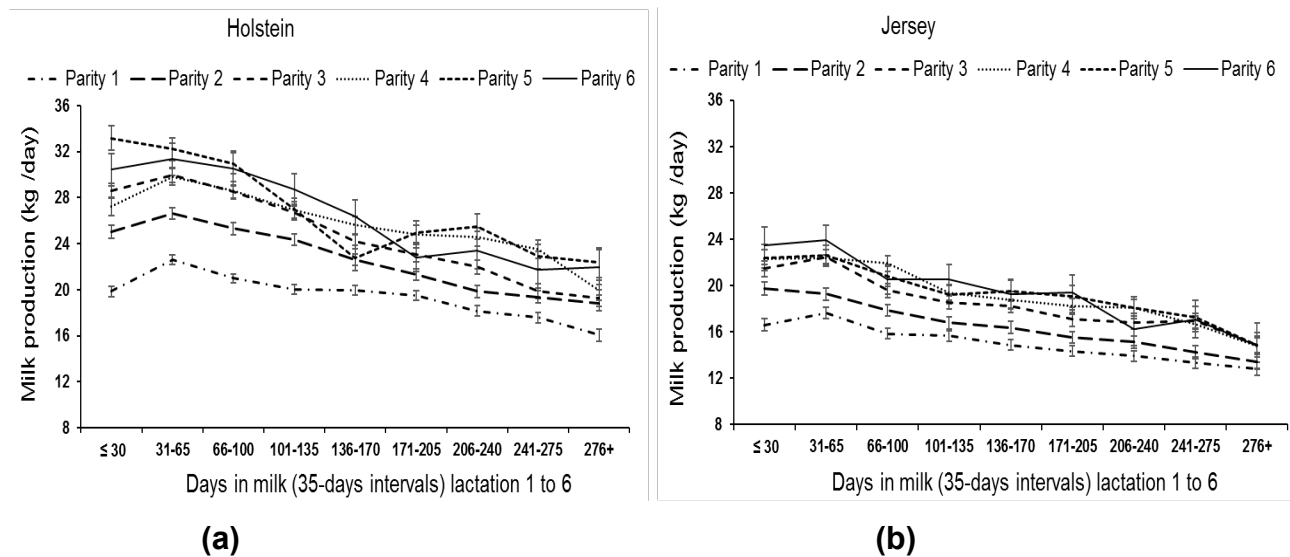 Holstein
Parity 1 Parity 2 Parity 3 Parity 4 Parity 5 Parity 6
Milk production (kg /day)
36
32
28
24
20
16
12
8
≤ 30 31-65 66-100 101-135 136-170 171-205 206-240 241-275 276+
Days in milk (35-days intervals) lactation 1 to 6
(a)
Jersey
Parity 1 Parity 2 Parity 3 Parity 4 Parity 5 Parity 6
Milk production (kg /day)
36
32
28
24
20
16
12
8
≤ 30 31-65 66-100 101-135 136-170 171-205 206-240 241-275 276+
Days in milk (35-days intervals) lactation 1 to 6
(b)